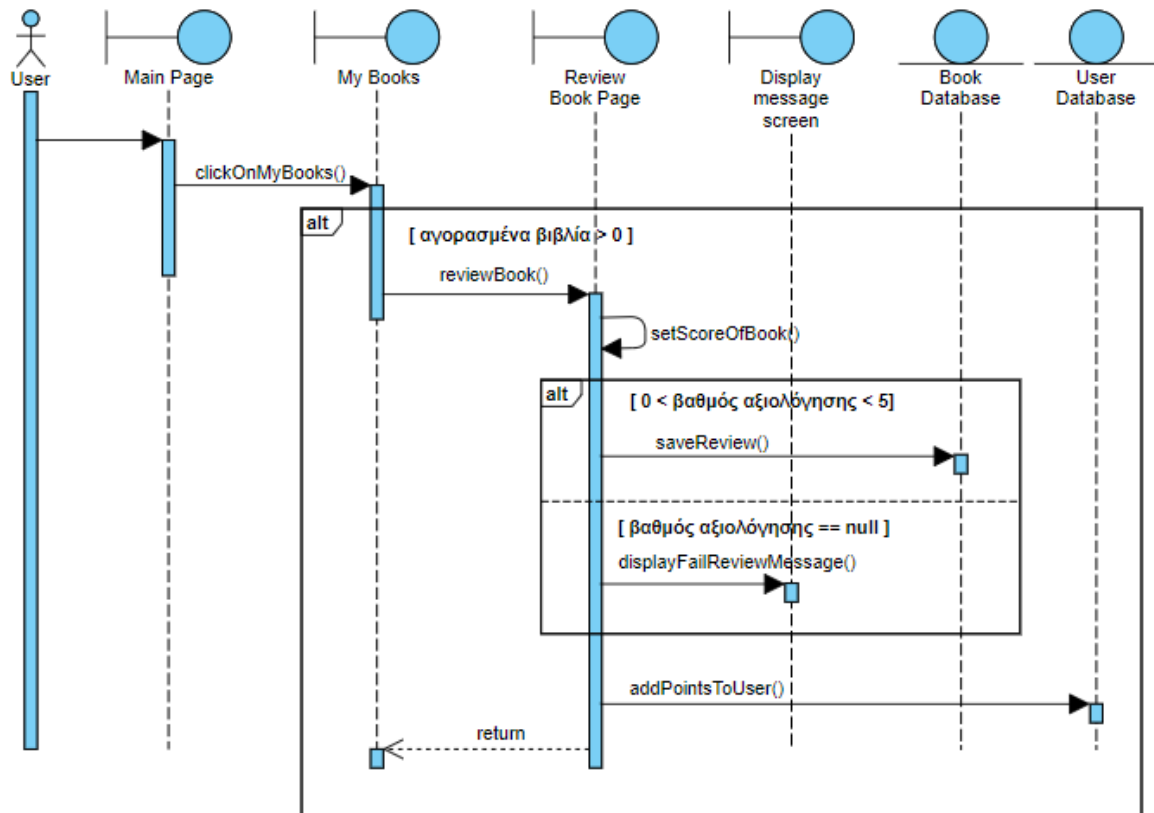 User
Main Page
My Books
Review
Book Page
Display
message
screen
Book
Database
User
Database
clickOnMyBooks()
alt
[ αγορασμένα βιβλία > 0 ]
reviewBook()
setScoreOfBook()
alt
[ 0 < βαθμός αξιολόγησης < 5]
saveReview()
[ βαθμός αξιολόγησης == null ]
displayFailReviewMessage()
addPointsToUser()
return